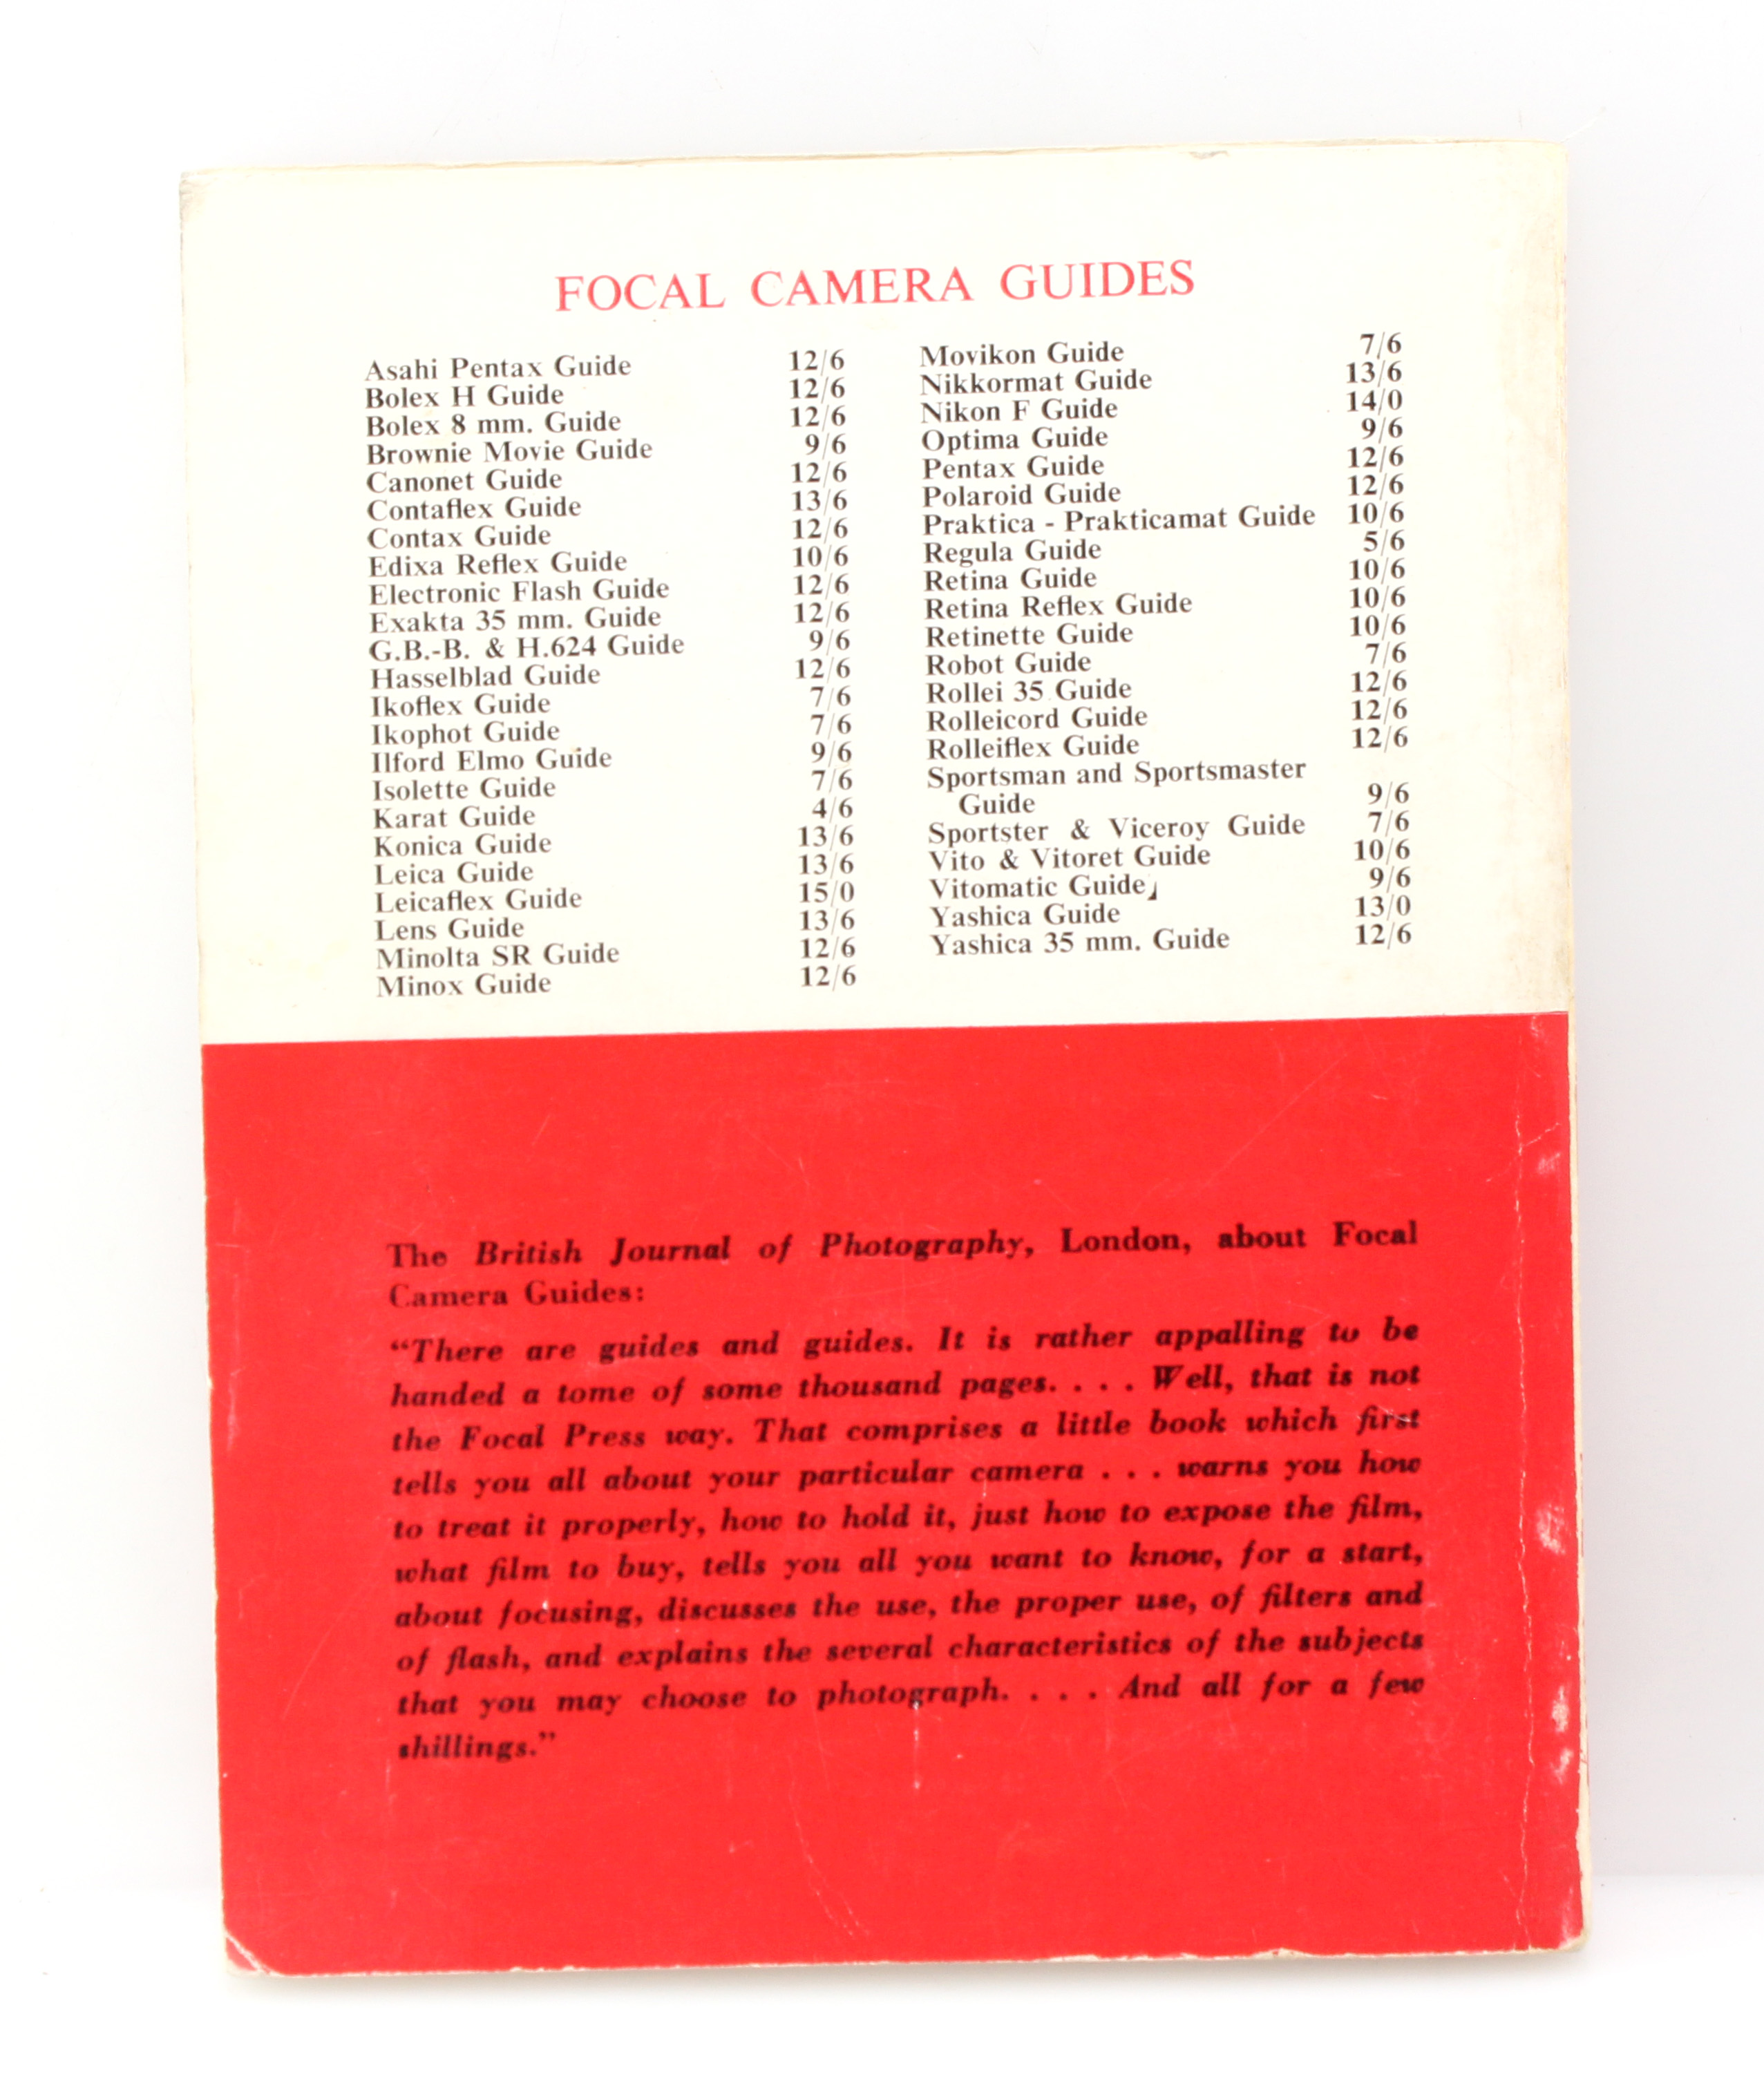 FOCAL CAMERA GUIDES
Asahi Pentax Guide 12/6
Bolex H Guide 12/6
Bolex 8 mm. Guide 12/6
Brownie Movie Guide 9/6
Canonet Guide 12/6
Contaflex Guide 13/6
Contax Guide 12/6
Edixa Reflex Guide 10/6
Electronic Flash Guide 12/6
Exakta 35 mm. Guide 12/6
G.B.-B. & H.624 Guide 9/6
Hasselblad Guide 12/6
Ikoflex Guide 7/6
Ikophot Guide 7/6
Ilford Elmo Guide 9/6
Isolette Guide 7/6
Karat Guide 4/6
Konica Guide 13/6
Leica Guide 13/6
Leicaflex Guide 15/0
Lens Guide 13/6
Minolta SR Guide 12/6
Minox Guide 12/6
Movikon Guide 7/6
Nikkormat Guide 13/6
Nikon F Guide 14/0
Optima Guide 9/6
Pentax Guide 12/6
Polaroid Guide 12/6
Praktica - Prakticamat Guide 10/6
Regula Guide 5/6
Retina Guide 10/6
Retina Reflex Guide 10/6
Retinette Guide 10/6
Robot Guide 7/6
Rollei 35 Guide 12/6
Rolleicord Guide 12/6
Rolleiflex Guide 12/6
Sportsman and Sportsmaster
Guide 9/6
Sportster & Viceroy Guide 7/6
Vito & Vitoret Guide 10/6
Vitomatic Guide 9/6
Yashica Guide 13/0
Yashica 35 mm. Guide 12/6
The British Journal of Photography, London, about Focal
Camera Guides:
“There are guides and guides. It is rather appalling to be
handed a tome of some thousand pages. . . . Well, that is not
the Focal Press way. That comprises a little book which first
tells you all about your particular camera . . . warns you how
to treat it properly, how to hold it, just how to expose the film,
what film to buy, tells you all you want to know, for a start,
about focusing, discusses the use, the proper use, of filters and
of flash, and explains the several characteristics of the subjects
that you may choose to photograph. . . . And all for a few
shillings.”